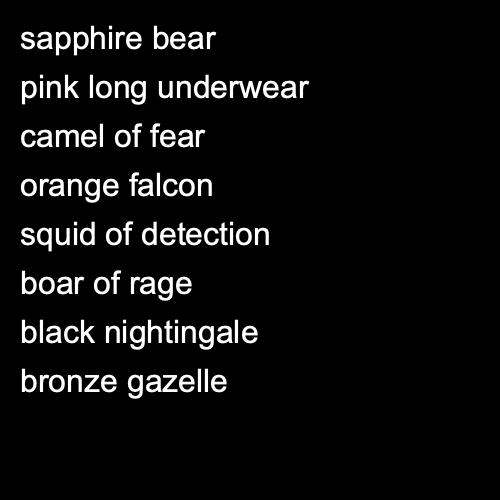 sapphire bear
pink long underwear
camel of fear
orange falcon
squid of detection
boar of rage
black nightingale
bronze gazelle